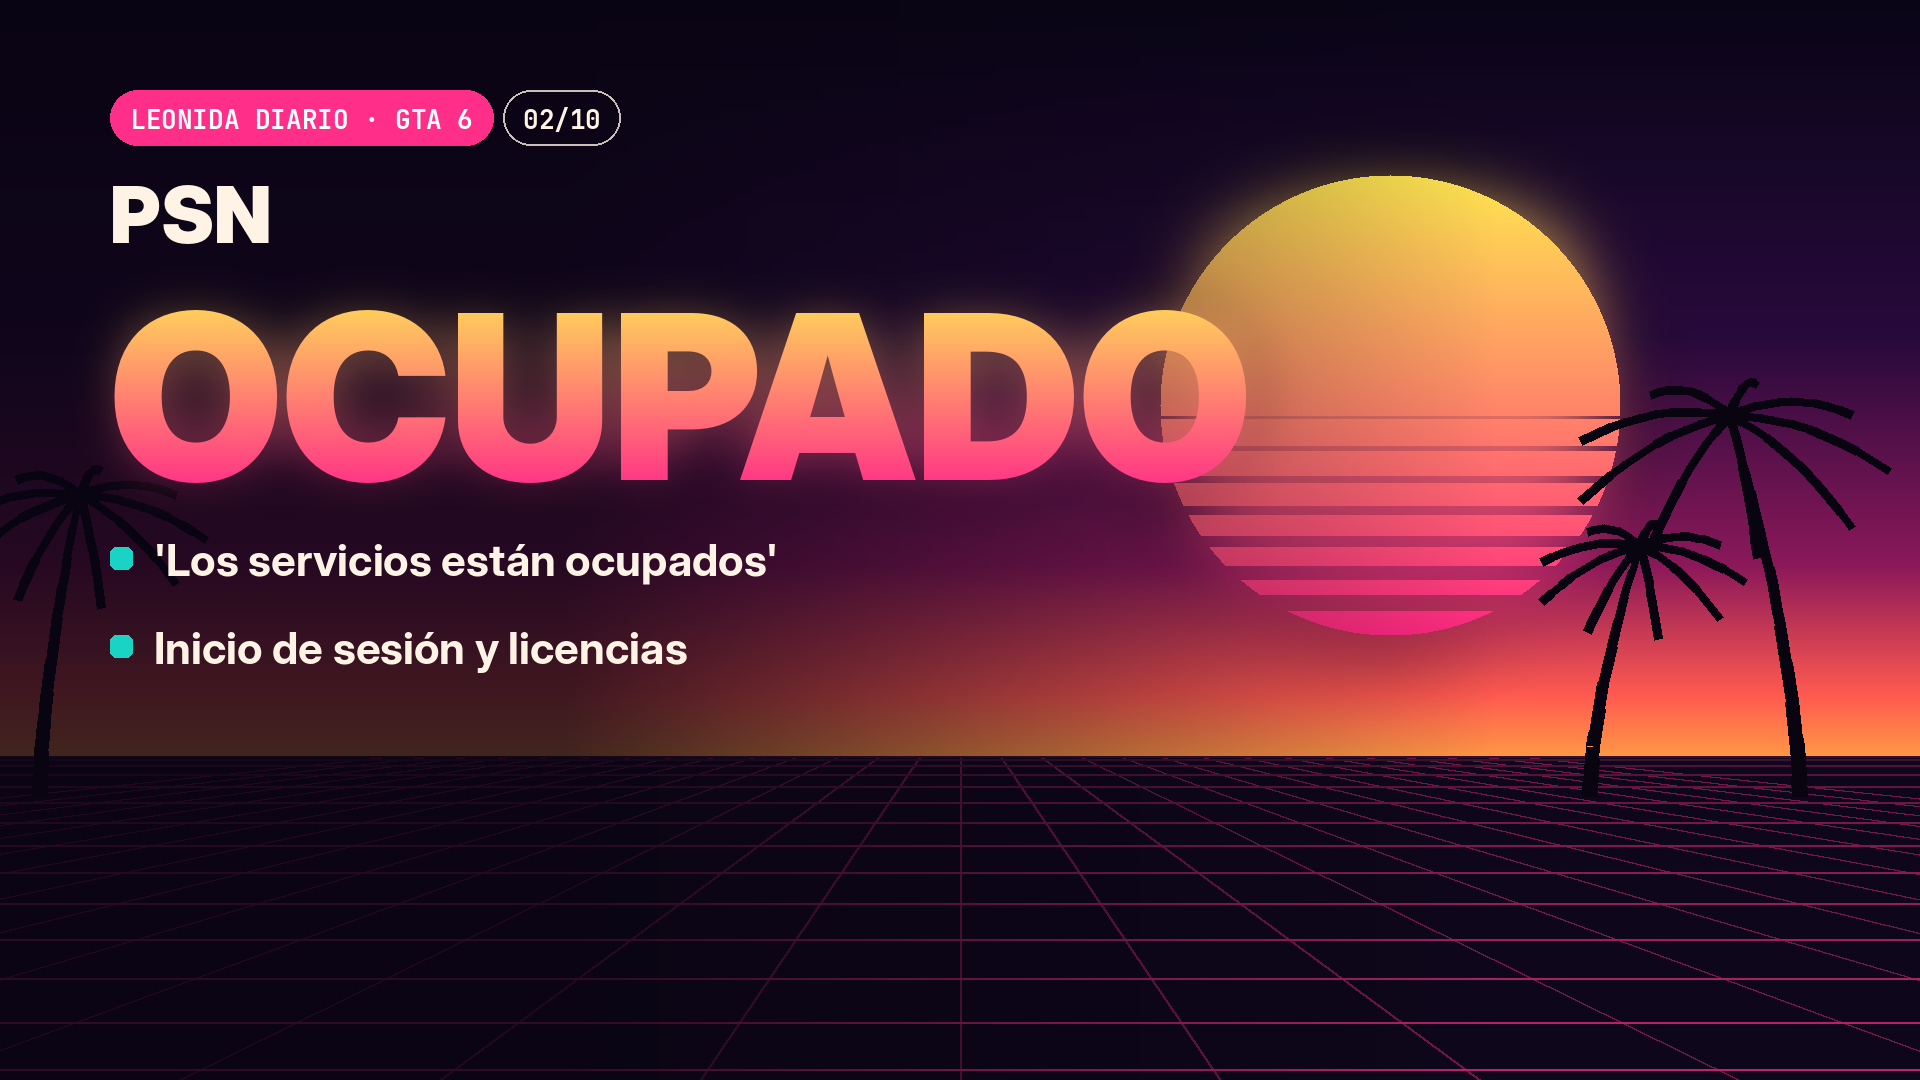 LEONIDA DIARIO · GTA 6 02/10
PSN
OCUPADO
'Los servicios están ocupados'
Inicio de sesión y licencias